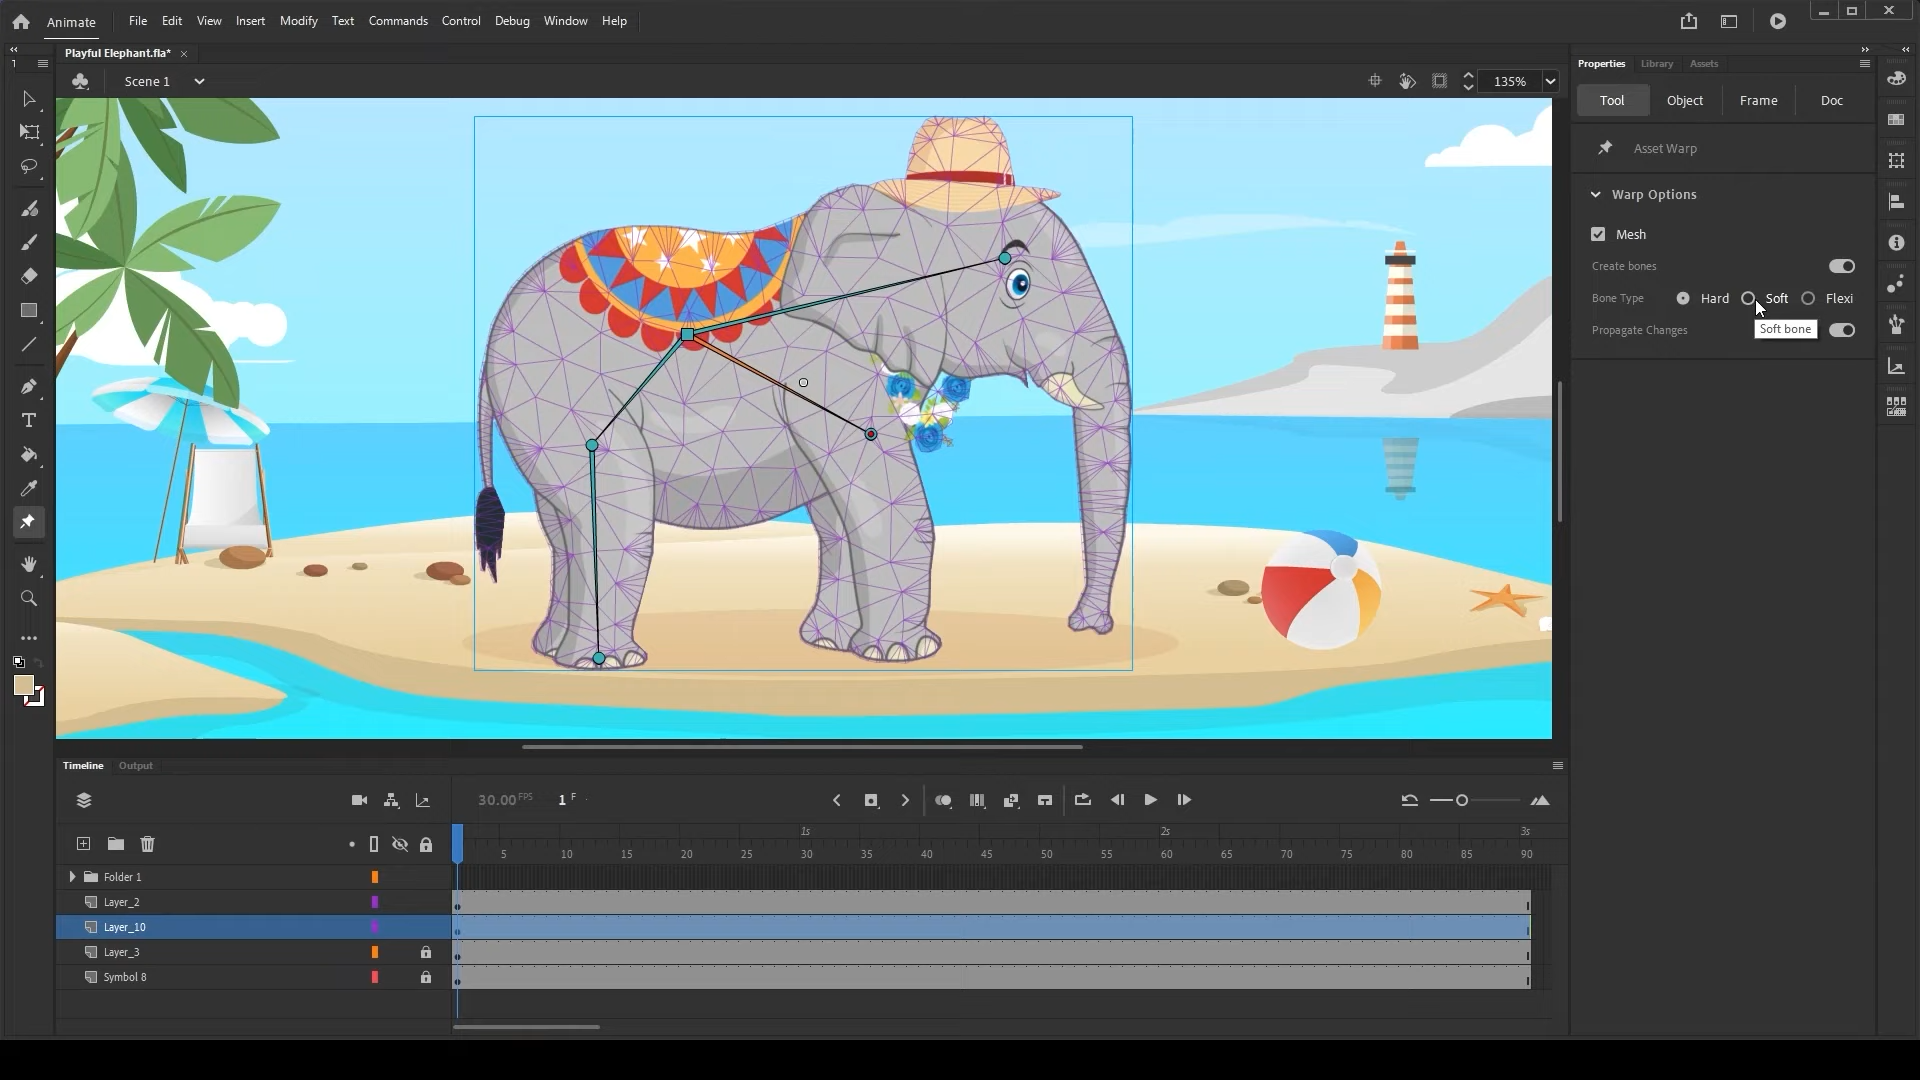 Animate File Edit View Insert Modify Text Commands Control Debug Window Help
Playful Elephant.fla*
Scene 1 135%
Properties Library Assets
Tool Object Frame Doc
Asset Warp
Warp Options
Mesh
Create bones
Bone Type Hard Soft Flexi
Propagate Changes
Soft bone
Timeline Output
30.00 FPS 1 F
1s 2s 3s
5 10 15 20 25 30 35 40 45 50 55 60 65 70 75 80 85 90
Folder 1
Layer_2
Layer_10
Layer_3
Symbol 8